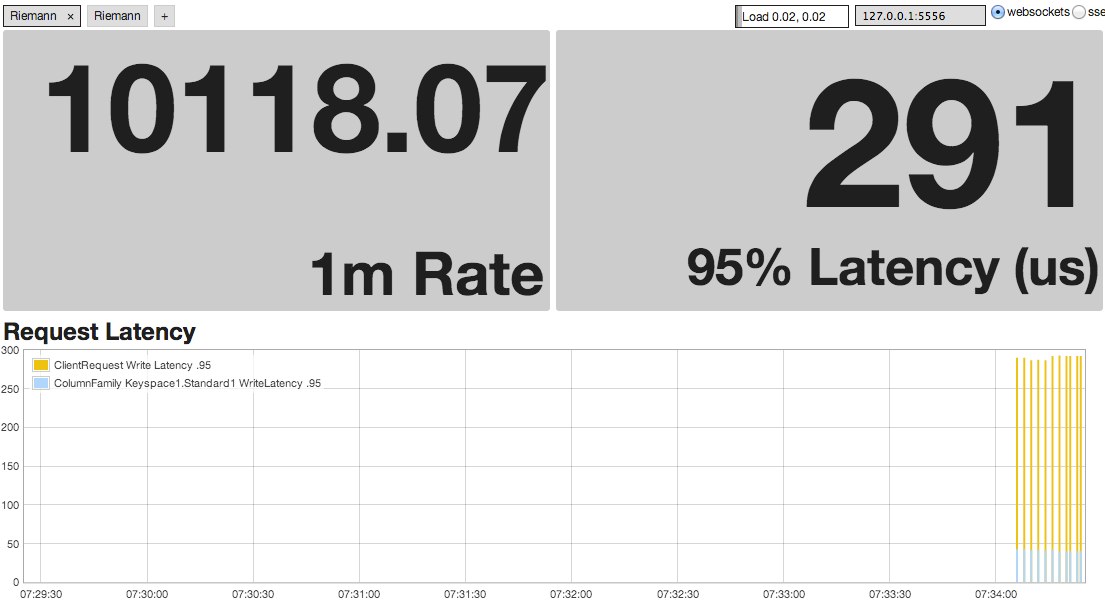 Riemann × Riemann + Load 0.02, 0.02 127.0.0.1:5556 websockets sse
10118.07
1m Rate
291
95% Latency (us)
Request Latency
300
ClientRequest Write Latency .95
ColumnFamily Keyspace1.Standard1 WriteLatency .95
250
200
150
100
50
0
07:29:30 07:30:00 07:30:30 07:31:00 07:31:30 07:32:00 07:32:30 07:33:00 07:33:30 07:34:00